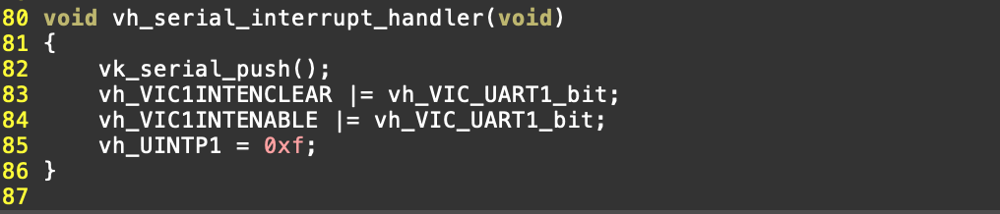 80 void vh_serial_interrupt_handler(void)
81 {
82     vk_serial_push();
83     vh_VIC1INTENCLEAR |= vh_VIC_UART1_bit;
84     vh_VIC1INTENABLE |= vh_VIC_UART1_bit;
85     vh_UINTP1 = 0xf;
86 }
87